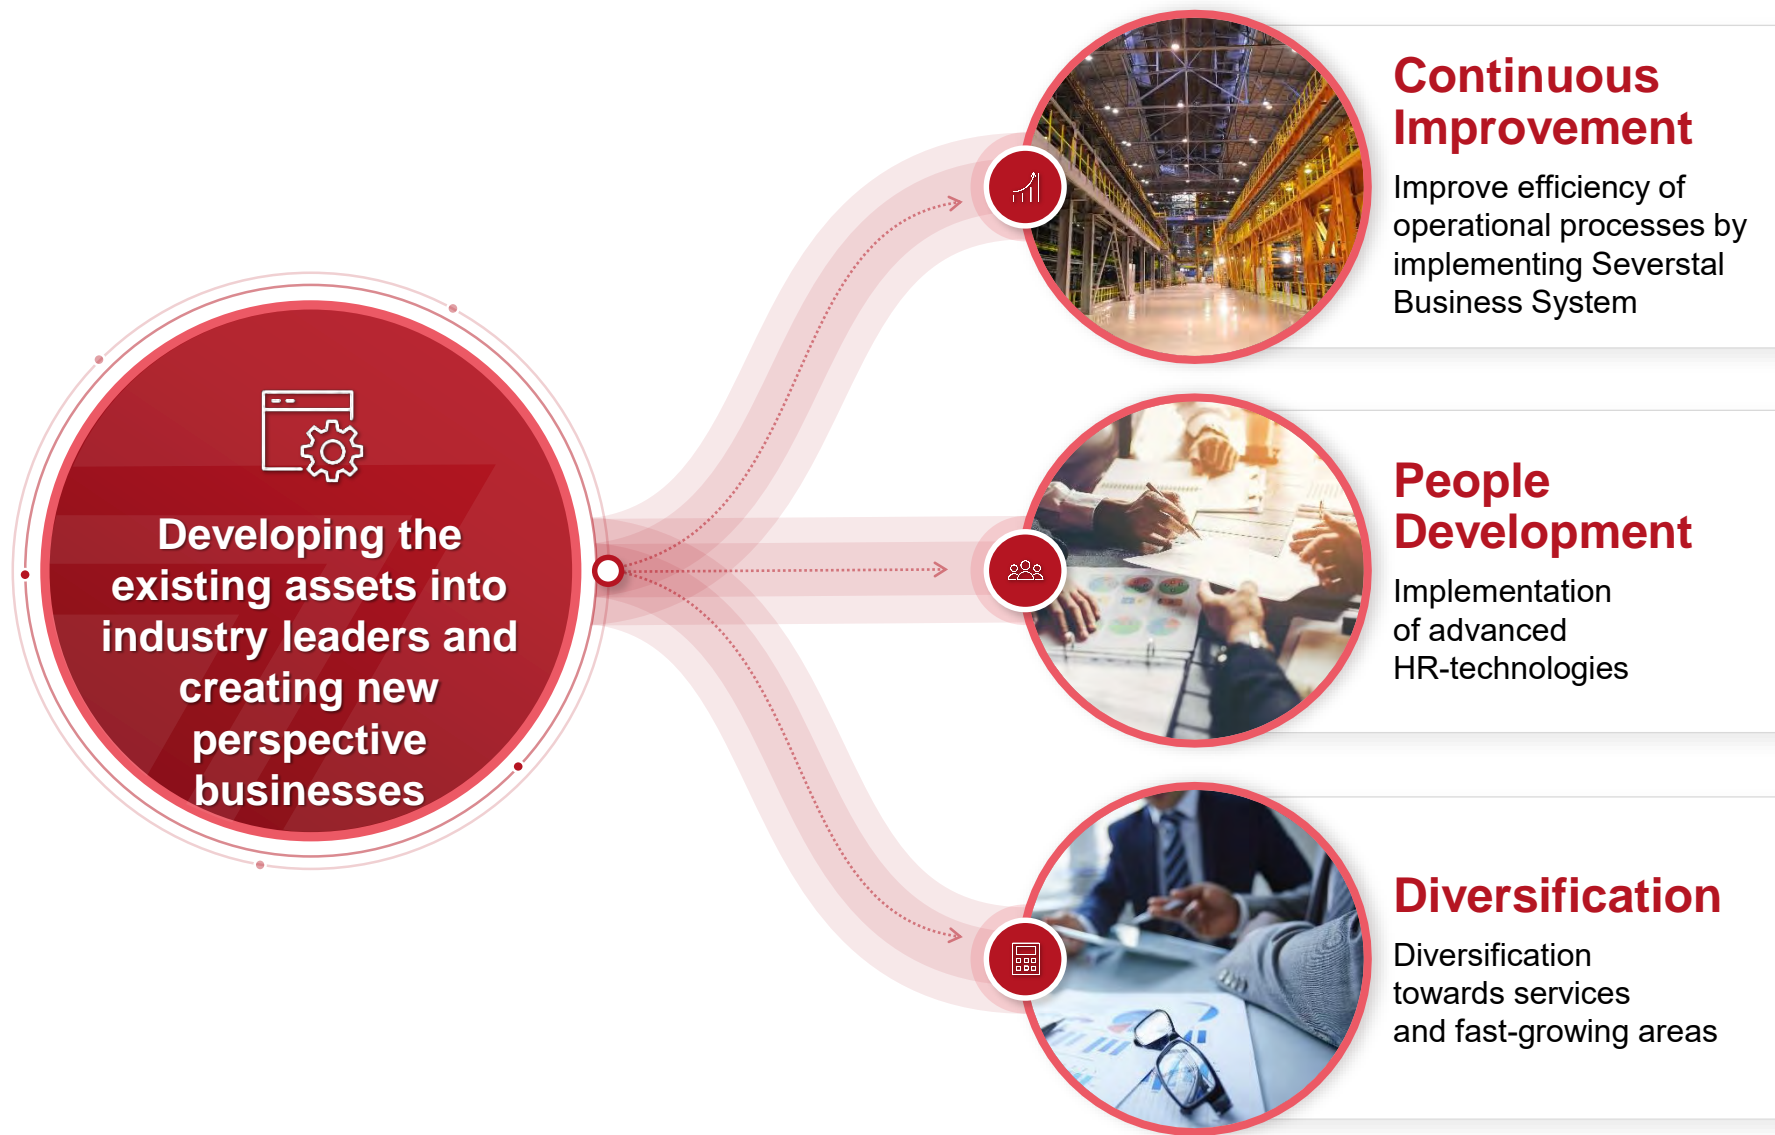 Developing the
existing assets into
industry leaders and
creating new
perspective
businesses
Continuous
Improvement
Improve efficiency of
operational processes by
implementing Severstal
Business System
People
Development
Implementation
of advanced
HR-technologies
Diversification
Diversification
towards services
and fast-growing areas